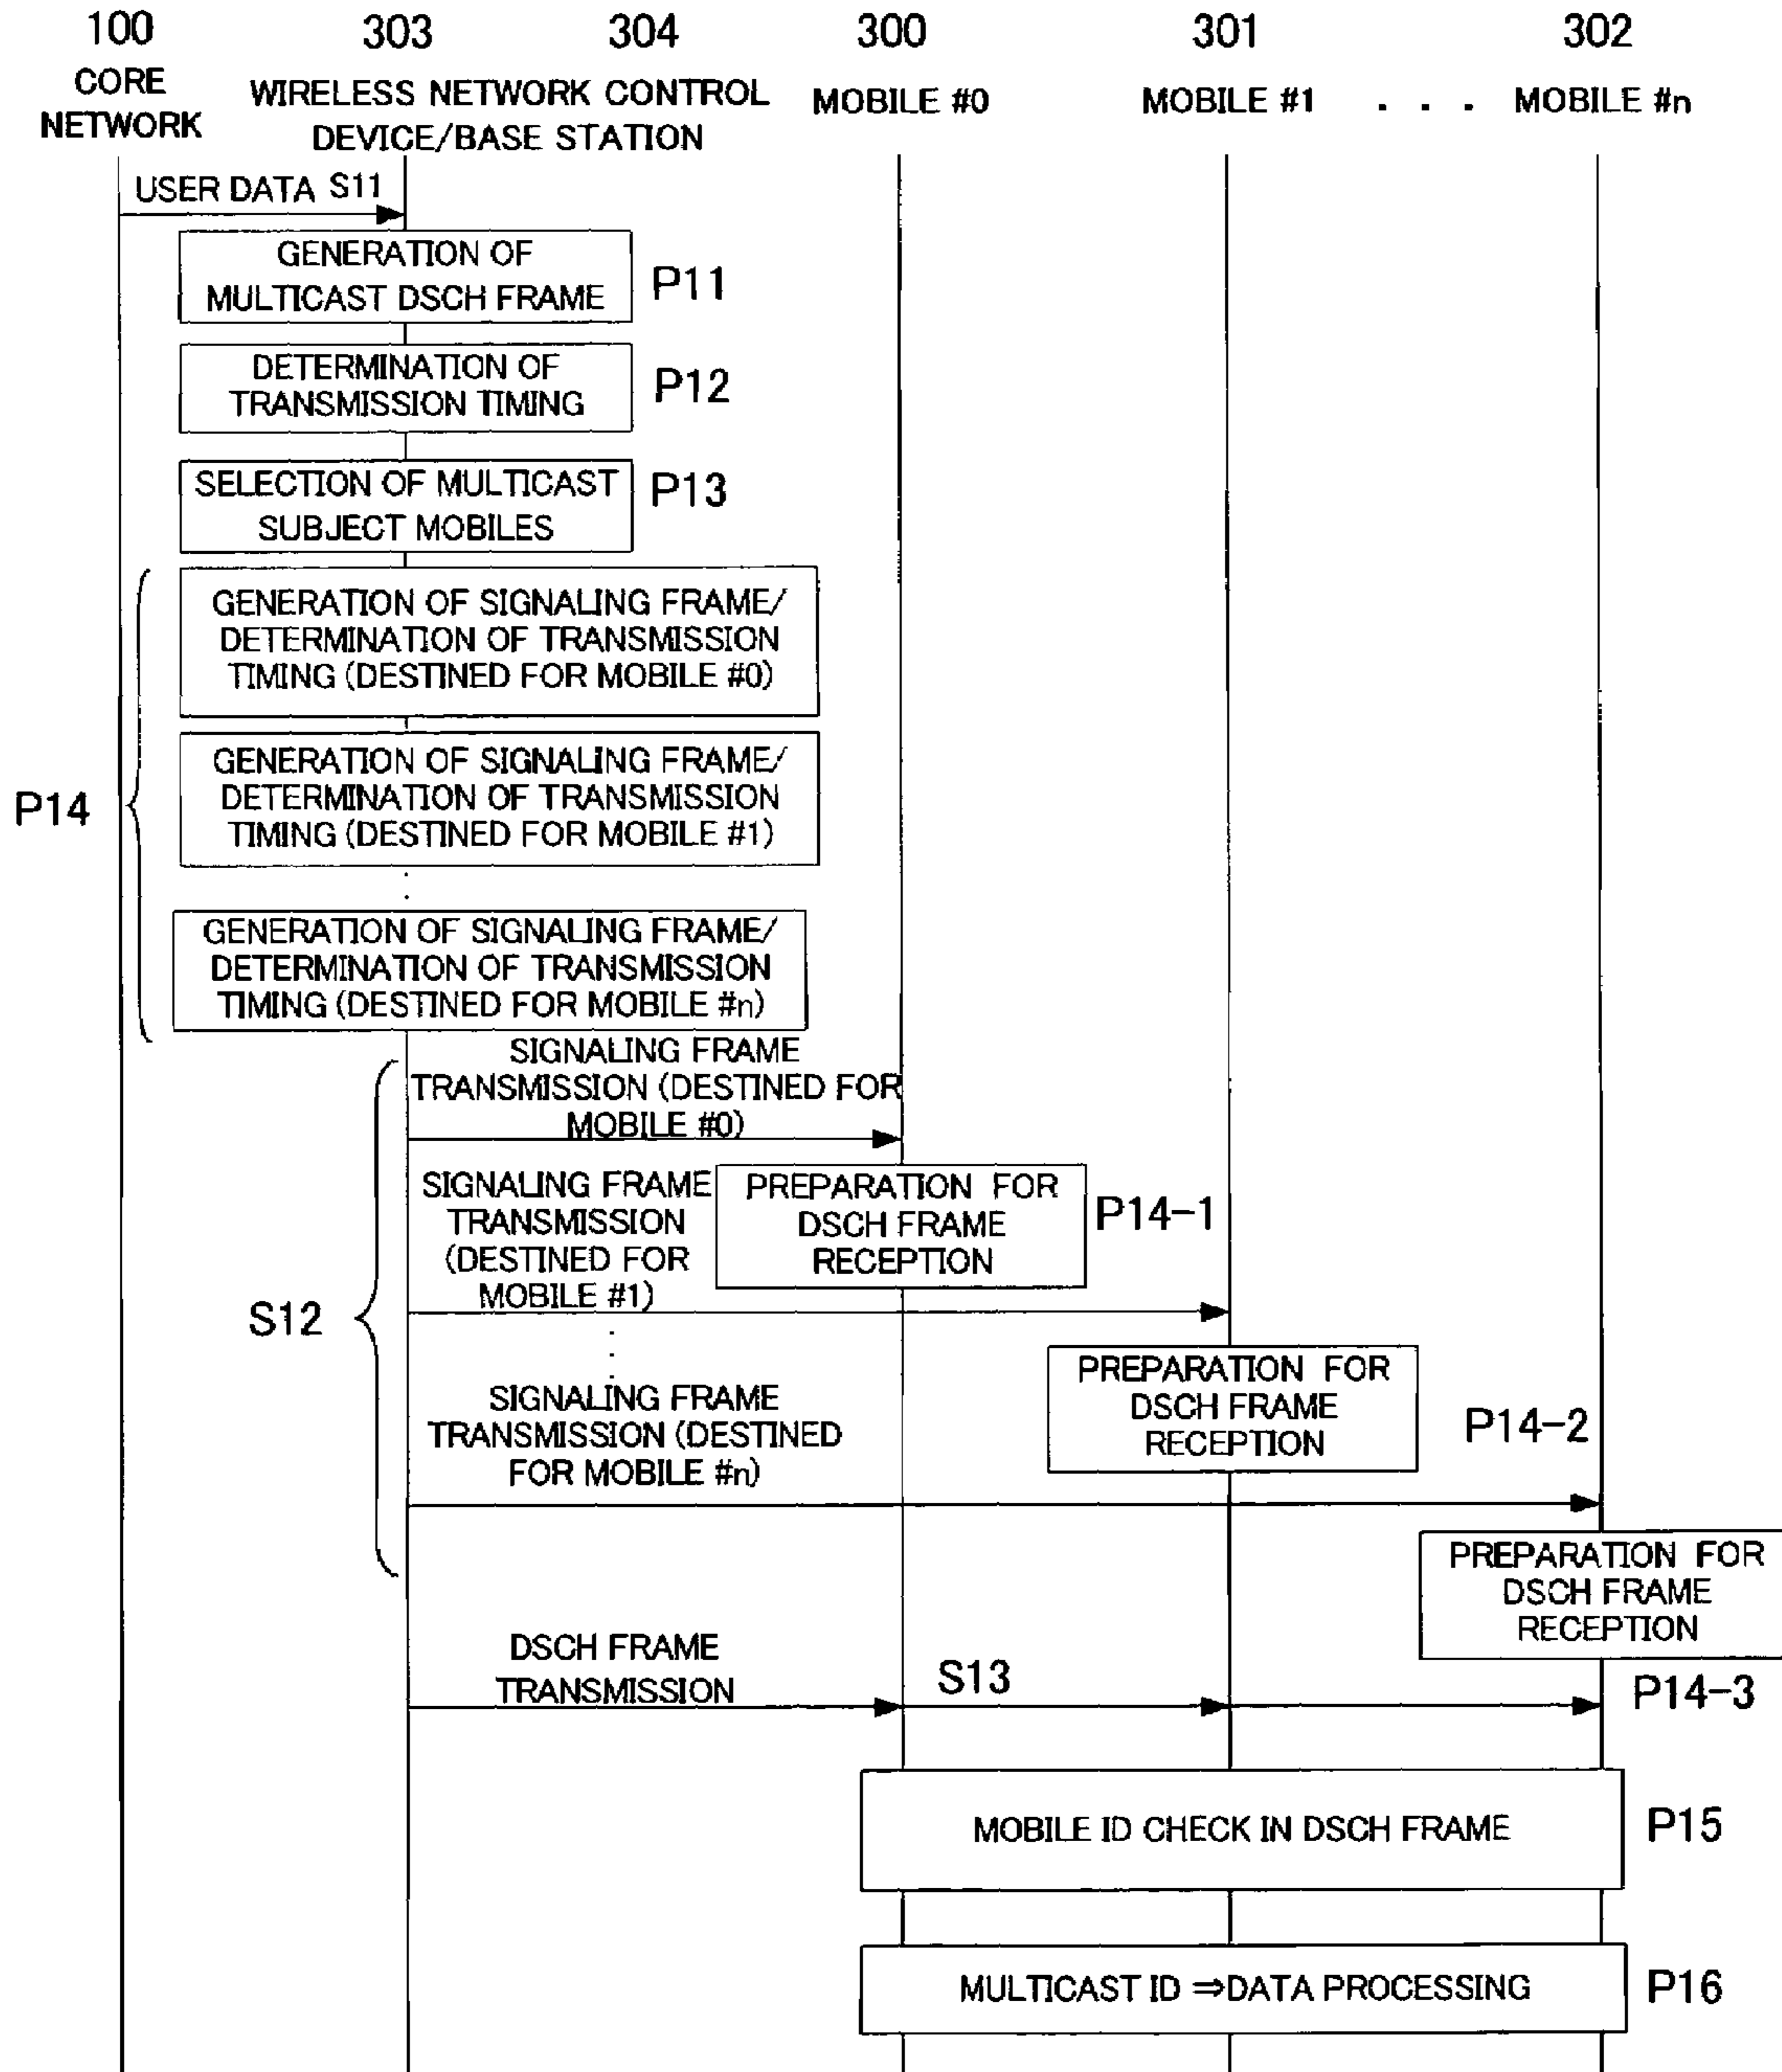 100 303 304 300 301 302
CORE
NETWORK
WIRELESS NETWORK CONTROL
DEVICE/BASE STATION
MOBILE #0
MOBILE #1
. . .
MOBILE #n
USER DATA S11
GENERATION OF
MULTICAST DSCH FRAME
P11
DETERMINATION OF
TRANSMISSION TIMING
P12
SELECTION OF MULTICAST
SUBJECT MOBILES
P13
GENERATION OF SIGNALING FRAME/
DETERMINATION OF TRANSMISSION
TIMING (DESTINED FOR MOBILE #0)
P14
GENERATION OF SIGNALING FRAME/
DETERMINATION OF TRANSMISSION
TIMING (DESTINED FOR MOBILE #1)
GENERATION OF SIGNALING FRAME/
DETERMINATION OF TRANSMISSION
TIMING (DESTINED FOR MOBILE #n)
SIGNALING FRAME
TRANSMISSION (DESTINED FOR
MOBILE #0)
S12
SIGNALING FRAME
TRANSMISSION
(DESTINED FOR
MOBILE #1)
PREPARATION FOR
DSCH FRAME
RECEPTION
P14-1
SIGNALING FRAME
TRANSMISSION (DESTINED
FOR MOBILE #n)
PREPARATION FOR
DSCH FRAME
RECEPTION
P14-2
PREPARATION FOR
DSCH FRAME
RECEPTION
P14-3
DSCH FRAME
TRANSMISSION
S13
MOBILE ID CHECK IN DSCH FRAME
P15
MULTICAST ID ⇒DATA PROCESSING
P16